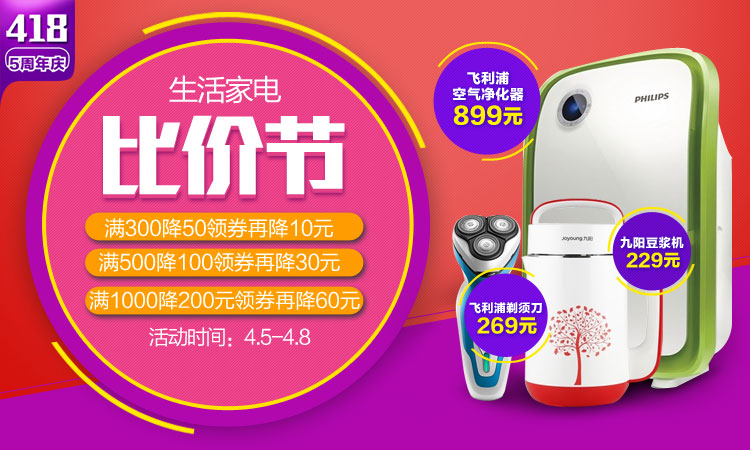 418
5周年庆
生活家电
比价节
满300降50领券再降10元
满500降100领券再降30元
满1000降200元领券再降60元
活动时间：4.5-4.8
飞利浦
空气净化器
899元
PHILIPS
Joyoung九阳
九阳豆浆机
229元
飞利浦剃须刀
269元